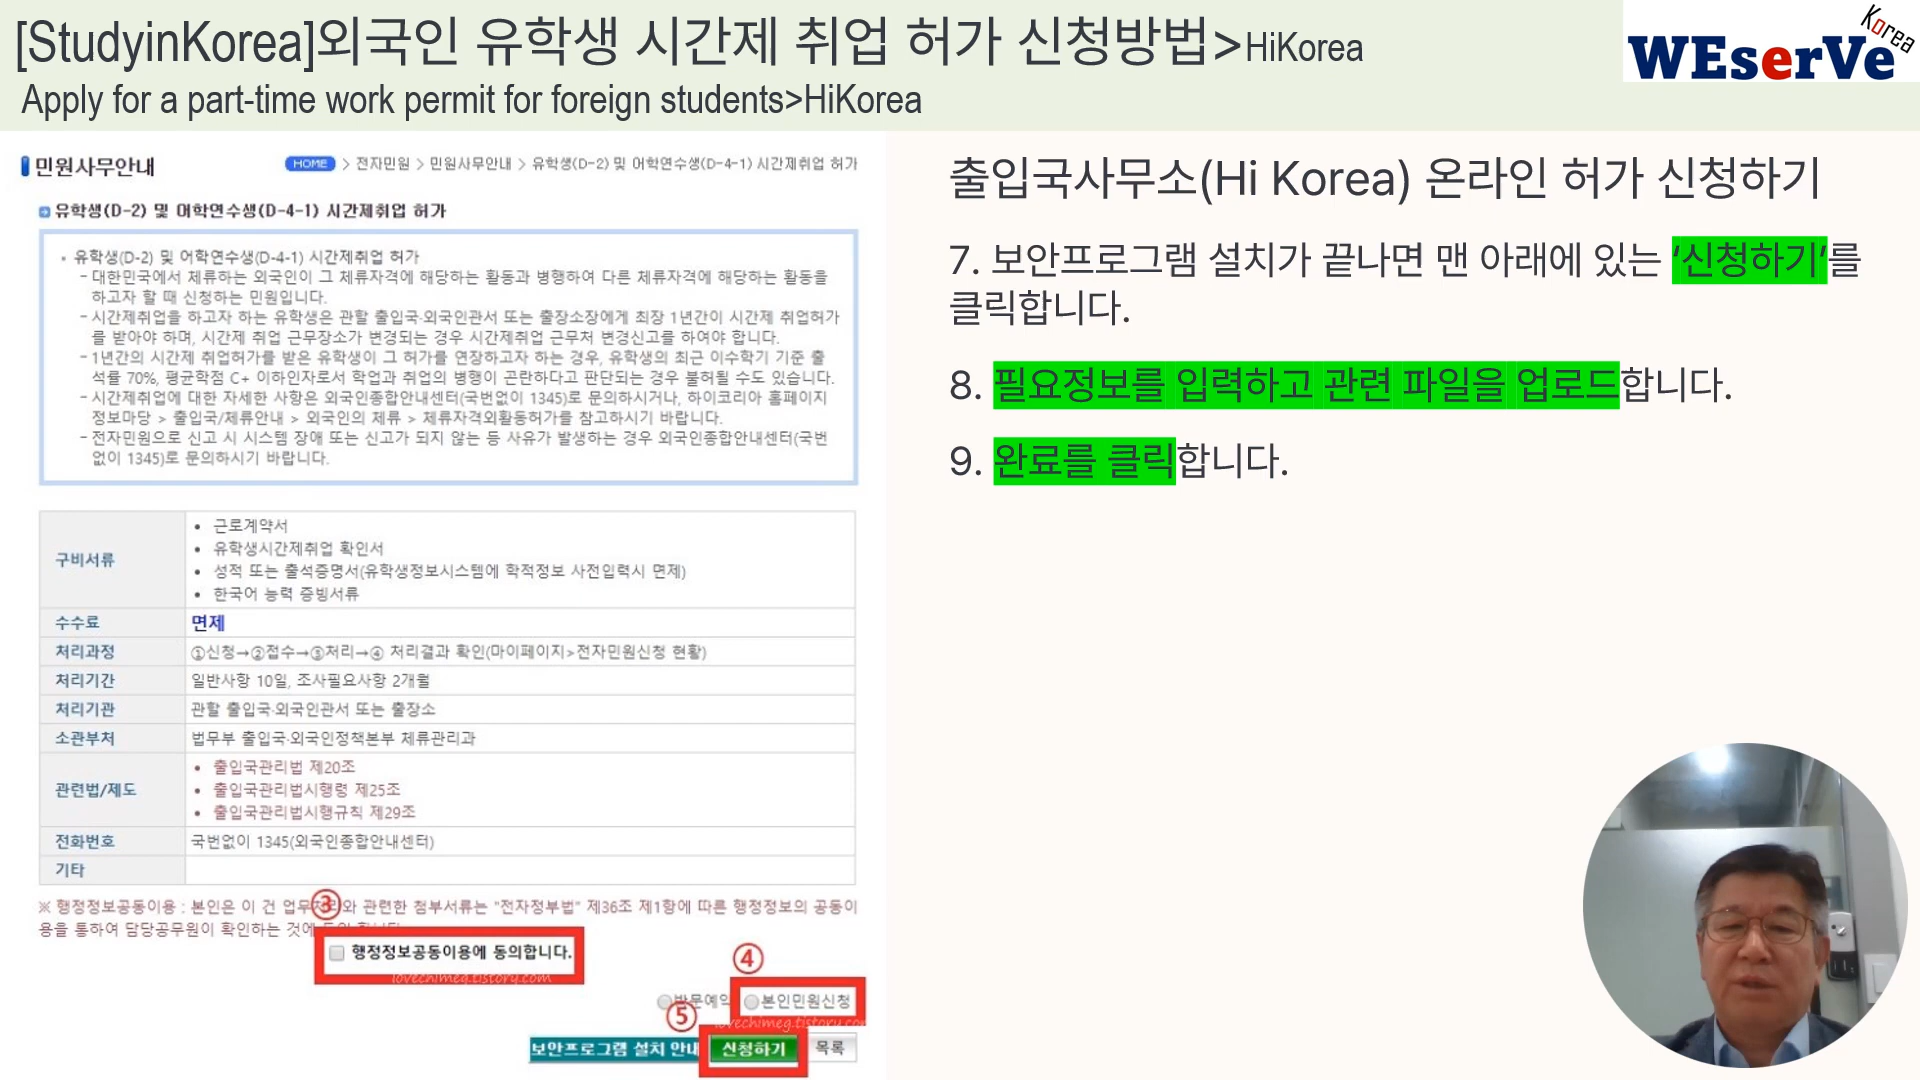 [StudyinKorea]외국인 유학생 시간제 취업 허가 신청방법>HiKorea
Apply for a part-time work permit for foreign students>HiKorea
WEserVe Korea
민원사무안내
HOME > 전자민원 > 민원사무안내 > 유학생(D-2) 및 어학연수생(D-4-1) 시간제취업 허가
유학생(D-2) 및 어학연수생(D-4-1) 시간제취업 허가
• 유학생(D-2) 및 어학연수생(D-4-1) 시간제취업 허가
- 대한민국에서 체류하는 외국인이 그 체류자격에 해당하는 활동과 병행하여 다른 체류자격에 해당하는 활동을
하고자 할 때 신청하는 민원입니다.
- 시간제취업을 하고자 하는 유학생은 관할 출입국·외국인관서 또는 출장소장에게 최장 1년간이 시간제 취업허가
를 받아야 하며, 시간제 취업 근무장소가 변경되는 경우 시간제취업 근무처 변경신고를 하여야 합니다.
- 1년간의 시간제 취업허가를 받은 유학생이 그 허가를 연장하고자 하는 경우, 유학생의 최근 이수학기 기준 출
석률 70%, 평균학점 C+ 이하인자로서 학업과 취업의 병행이 곤란하다고 판단되는 경우 불허될 수도 있습니다.
- 시간제취업에 대한 자세한 사항은 외국인종합안내센터(국번없이 1345)로 문의하시거나, 하이코리아 홈페이지
정보마당 > 출입국/체류안내 > 외국인의 체류 > 체류자격외활동허가를 참고하시기 바랍니다.
- 전자민원으로 신고 시 시스템 장애 또는 신고가 되지 않는 등 사유가 발생하는 경우 외국인종합안내센터(국번
없이 1345)로 문의하시기 바랍니다.
구비서류
• 근로계약서
• 유학생시간제취업 확인서
• 성적 또는 출석증명서(유학생정보시스템에 학적정보 사전입력시 면제)
• 한국어 능력 증빙서류
수수료 면제
처리과정 ①신청→②접수→③처리→④ 처리결과 확인(마이페이지>전자민원신청 현황)
처리기간 일반사항 10일, 조사필요사항 2개월
처리기관 관할 출입국·외국인관서 또는 출장소
소관부처 법무부 출입국·외국인정책본부 체류관리과
관련법/제도
• 출입국관리법 제20조
• 출입국관리법시행령 제25조
• 출입국관리법시행규칙 제29조
전화번호 국번없이 1345(외국인종합안내센터)
기타
※ 행정정보공동이용 : 본인은 이 건 업무처리와 관련한 첨부서류는 "전자정부법" 제36조 제1항에 따른 행정정보의 공동이
용을 통하여 담당공무원이 확인하는 것에 동의 합니다.
③
행정정보공동이용에 동의합니다.
lovechimeg.tistory.com
④
방문예약 본인민원신청
⑤
lovechimeg.tistory.com
보안프로그램 설치 안내 신청하기 목록
출입국사무소(Hi Korea) 온라인 허가 신청하기
7. 보안프로그램 설치가 끝나면 맨 아래에 있는 ‘신청하기’를
클릭합니다.
8. 필요정보를 입력하고 관련 파일을 업로드합니다.
9. 완료를 클릭합니다.